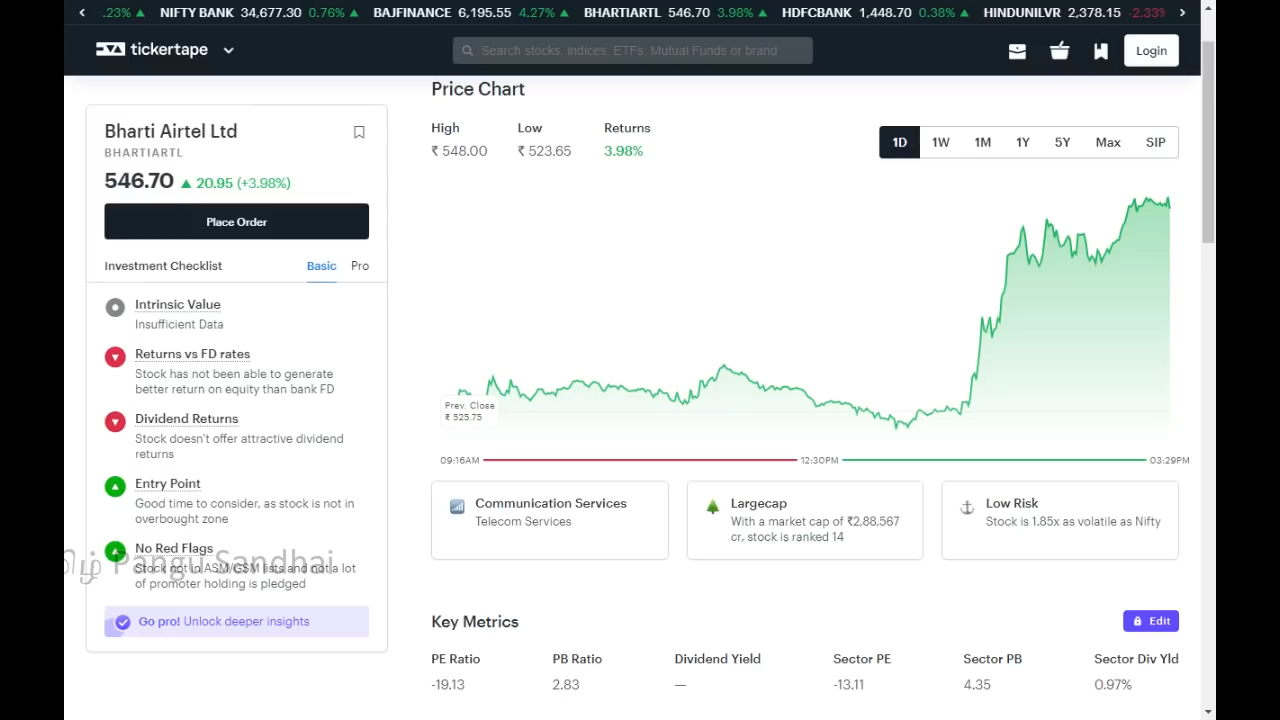 .23% NIFTY BANK 34,677.30 0.76% BAJFINANCE 6,195.55 4.27% BHARTIARTL 546.70 3.98% HDFCBANK 1,448.70 0.38% HINDUNILVR 2,378.15 -2.33%
tickertape
Search stocks, indices, ETFs, Mutual Funds or brand
Login
Bharti Airtel Ltd
BHARTIARTL
546.70 20.95 (+3.98%)
Place Order
Investment Checklist Basic Pro
Intrinsic Value
Insufficient Data
Returns vs FD rates
Stock has not been able to generate
better return on equity than bank FD
Dividend Returns
Stock doesn't offer attractive dividend
returns
Entry Point
Good time to consider, as stock is not in
overbought zone
No Red Flags
Stock not in ASM/GSM lists and not a lot
of promoter holding is pledged
Pangu Sandhai
Go pro! Unlock deeper insights
Price Chart
High Low Returns
₹ 548.00 ₹ 523.65 3.98%
1D 1W 1M 1Y 5Y Max SIP
Prev. Close
₹ 525.75
09:16AM 12:30PM 03:29PM
Communication Services
Telecom Services
Largecap
With a market cap of ₹2,88,567
cr, stock is ranked 14
Low Risk
Stock is 1.85x as volatile as Nifty
Key Metrics
Edit
PE Ratio PB Ratio Dividend Yield Sector PE Sector PB Sector Div Yld
-19.13 2.83 — -13.11 4.35 0.97%